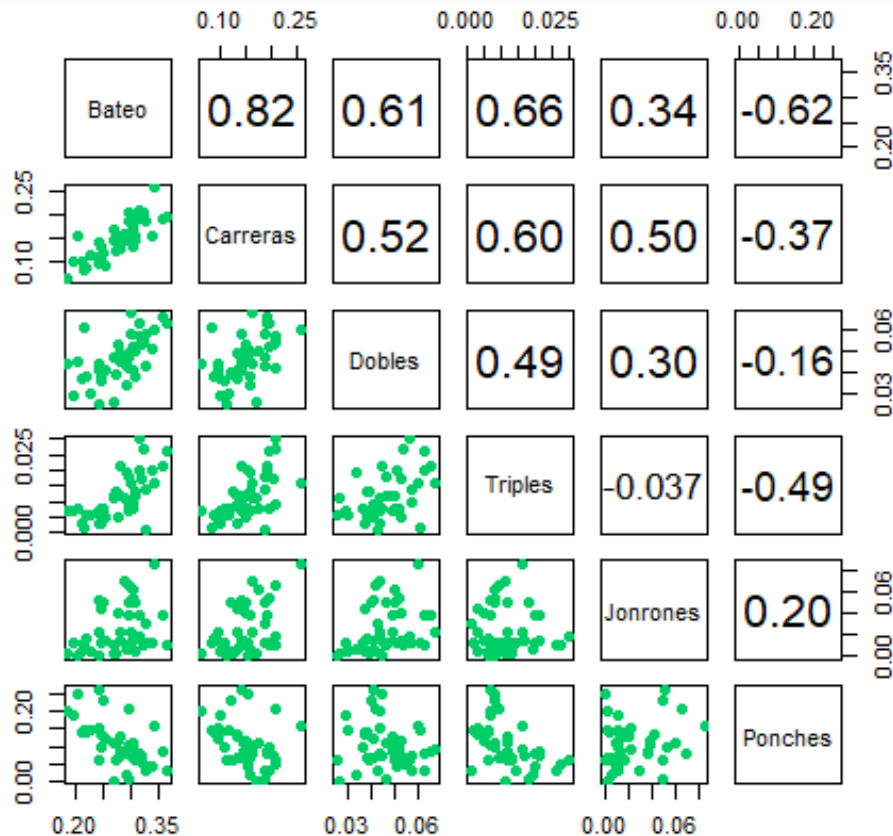 0.10 0.25 0.000 0.025 0.00 0.20
Bateo 0.82 0.61 0.66 0.34 -0.62 0.20 0.35
0.10 0.25 Carreras 0.52 0.60 0.50 -0.37
Dobles 0.49 0.30 -0.16 0.03 0.06
0.000 0.025 Triples -0.037 -0.49
Jonrones 0.20 0.00 0.06
0.00 0.20 Ponches
0.20 0.35 0.03 0.06 0.00 0.06